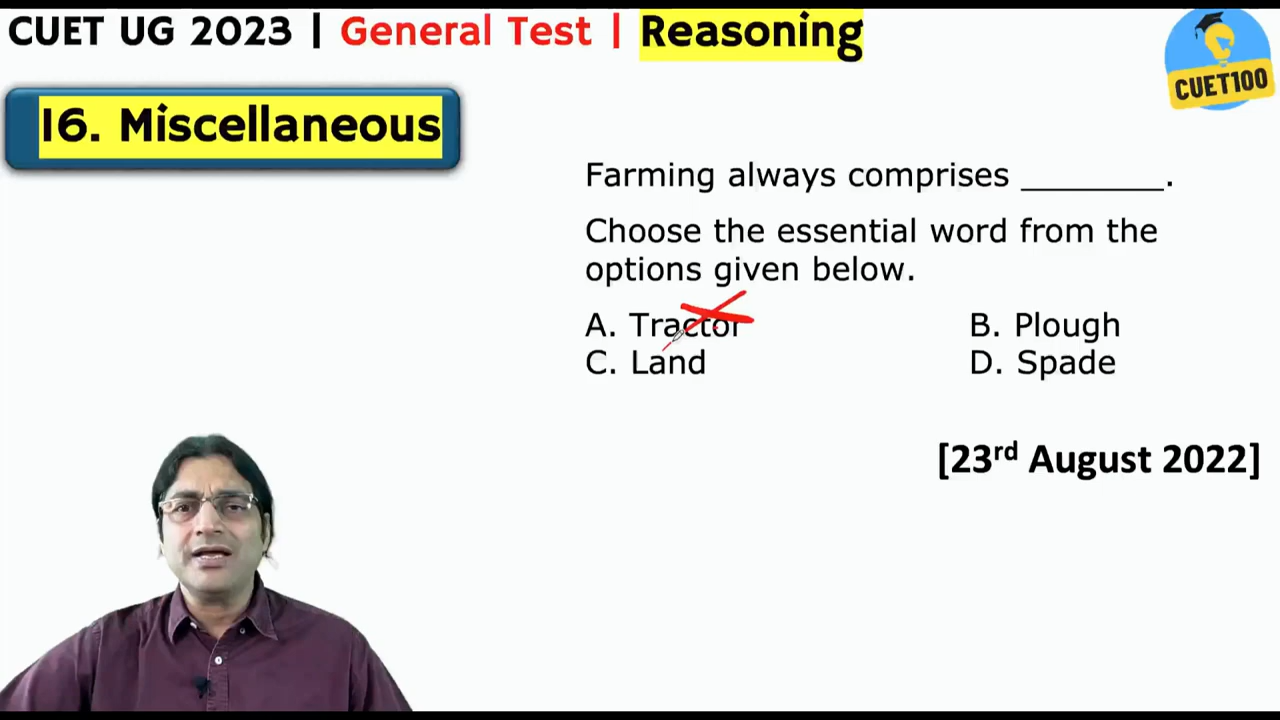 CUET UG 2023 | General Test | Reasoning
CUET100
16. Miscellaneous
Farming always comprises ________.
Choose the essential word from the
options given below.
A. Tractor B. Plough
C. Land D. Spade
[23rd August 2022]